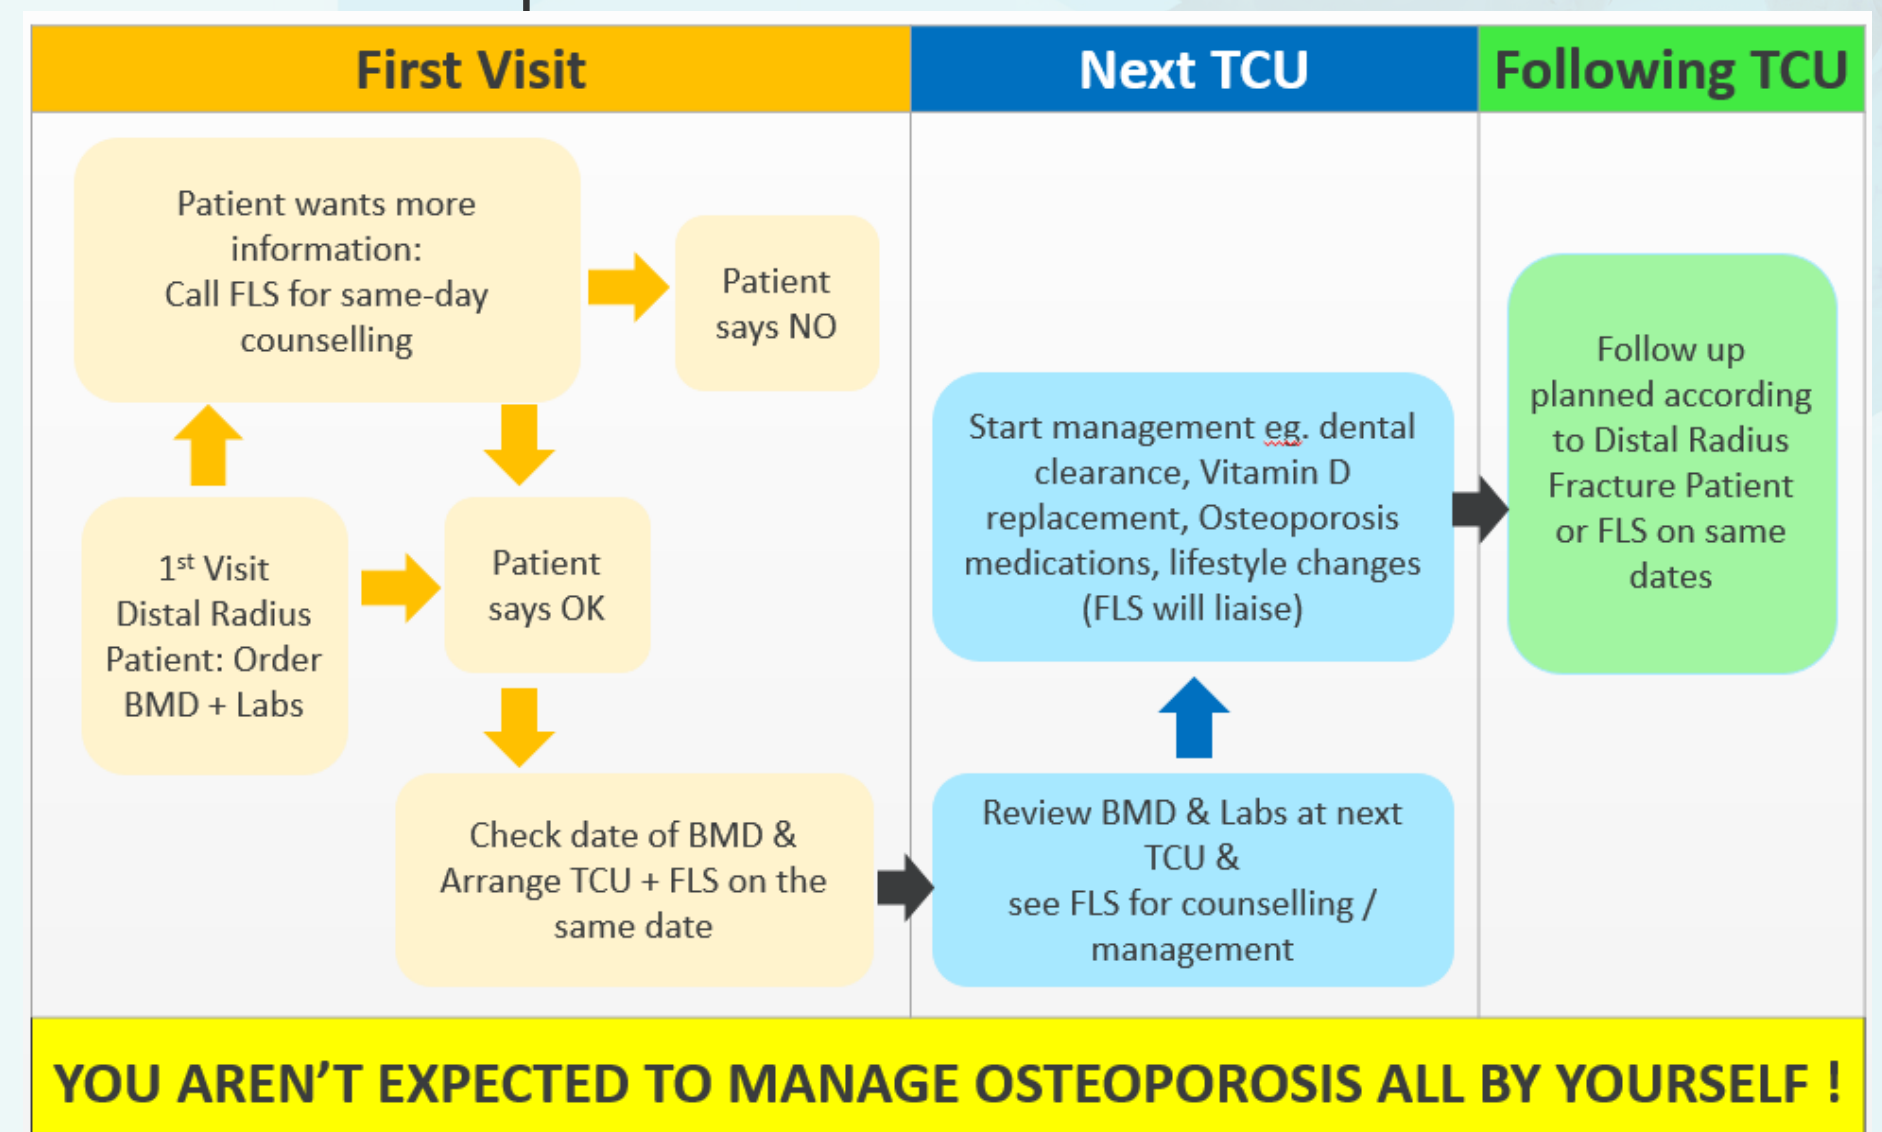 First Visit
Next TCU
Following TCU
Patient wants more
information:
Call FLS for same-day
counselling
Patient
says NO
1st Visit
Distal Radius
Patient: Order
BMD + Labs
Patient
says OK
Check date of BMD &
Arrange TCU + FLS on the
same date
Start management eg. dental
clearance, Vitamin D
replacement, Osteoporosis
medications, lifestyle changes
(FLS will liaise)
Review BMD & Labs at next
TCU &
see FLS for counselling /
management
Follow up
planned according
to Distal Radius
Fracture Patient
or FLS on same
dates
YOU AREN’T EXPECTED TO MANAGE OSTEOPOROSIS ALL BY YOURSELF !